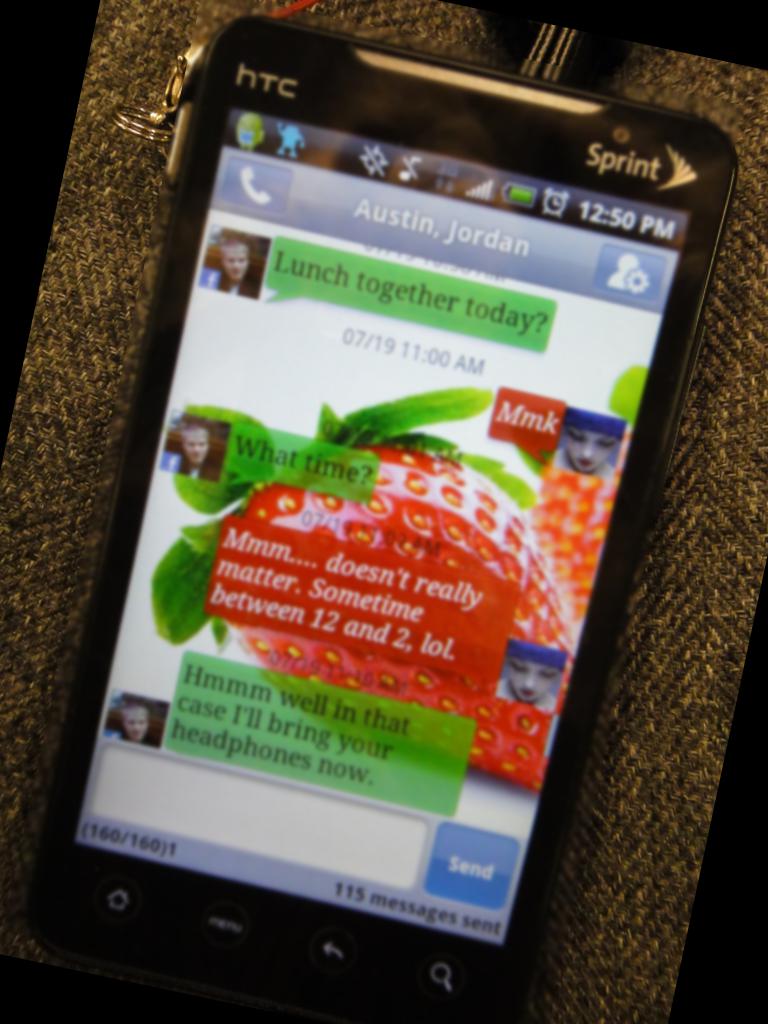 hTC
Sprint
12:50 PM
Austin, Jordan
Lunch together today?
07/19 11:00 AM
Mmk
What time?
Mmm.... doesn't really
matter. Sometime
between 12 and 2, lol.
Hmmm well in that
case I'll bring your
headphones now.
(160/160)1
Send
115 messages sent
menu